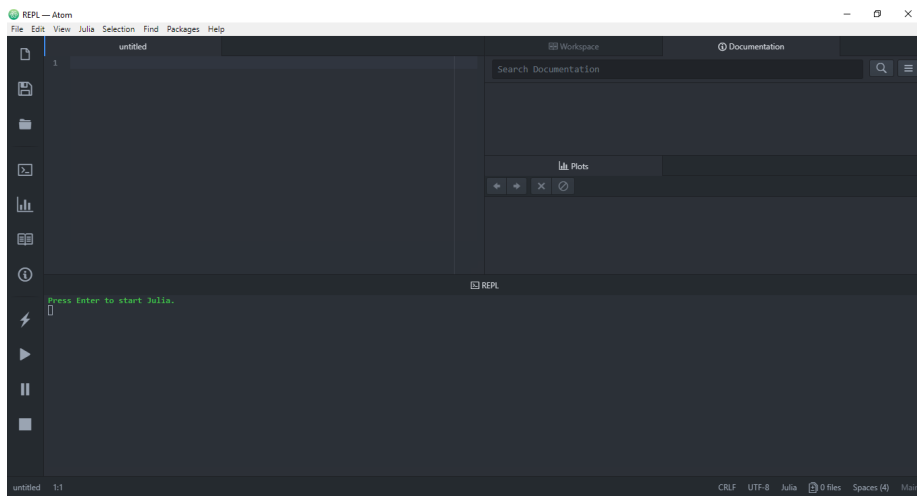 REPL — Atom
File Edit View Julia Selection Find Packages Help
untitled
Workspace
Documentation
1
Search Documentation
Plots
REPL
Press Enter to start Julia.
untitled 1:1 CRLF UTF-8 Julia 0 files Spaces (4)